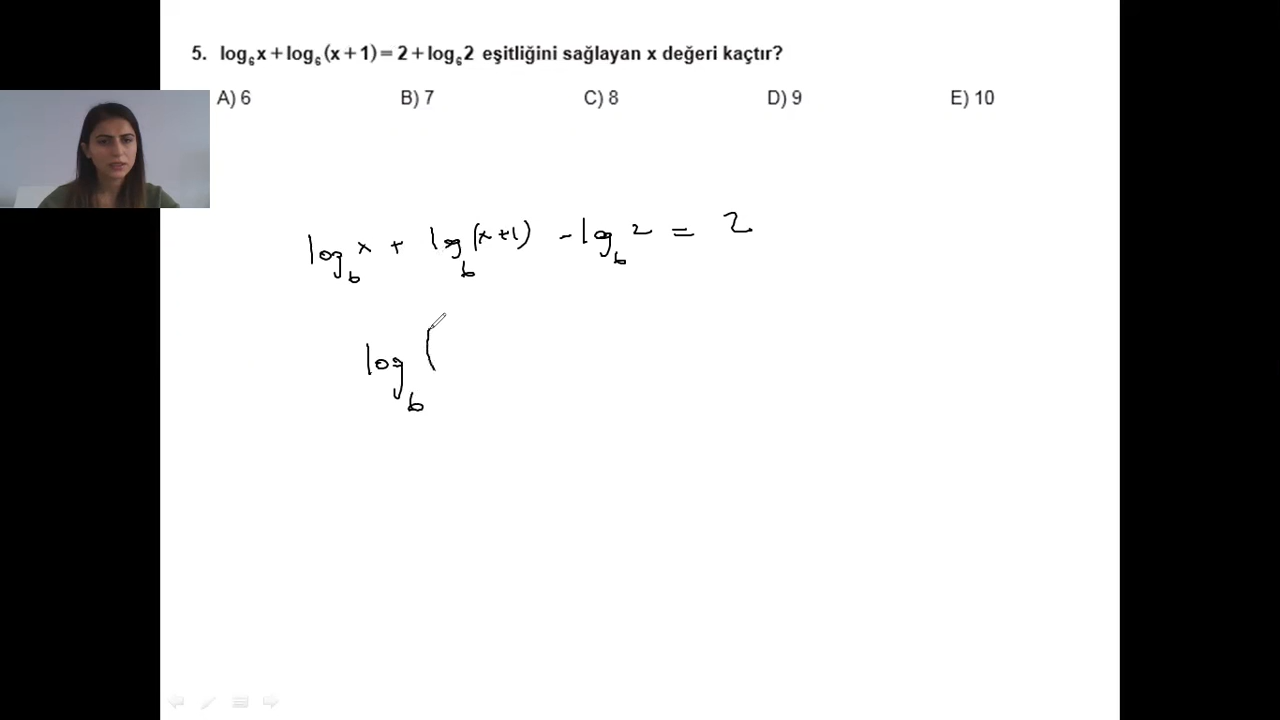 5. log₆x+log₆(x+1)=2+log₆2 eşitliğini sağlayan x değeri kaçtır?
A) 6 B) 7 C) 8 D) 9 E) 10
log₆x + log₆(x+1) - log₆2 = 2
log₆(